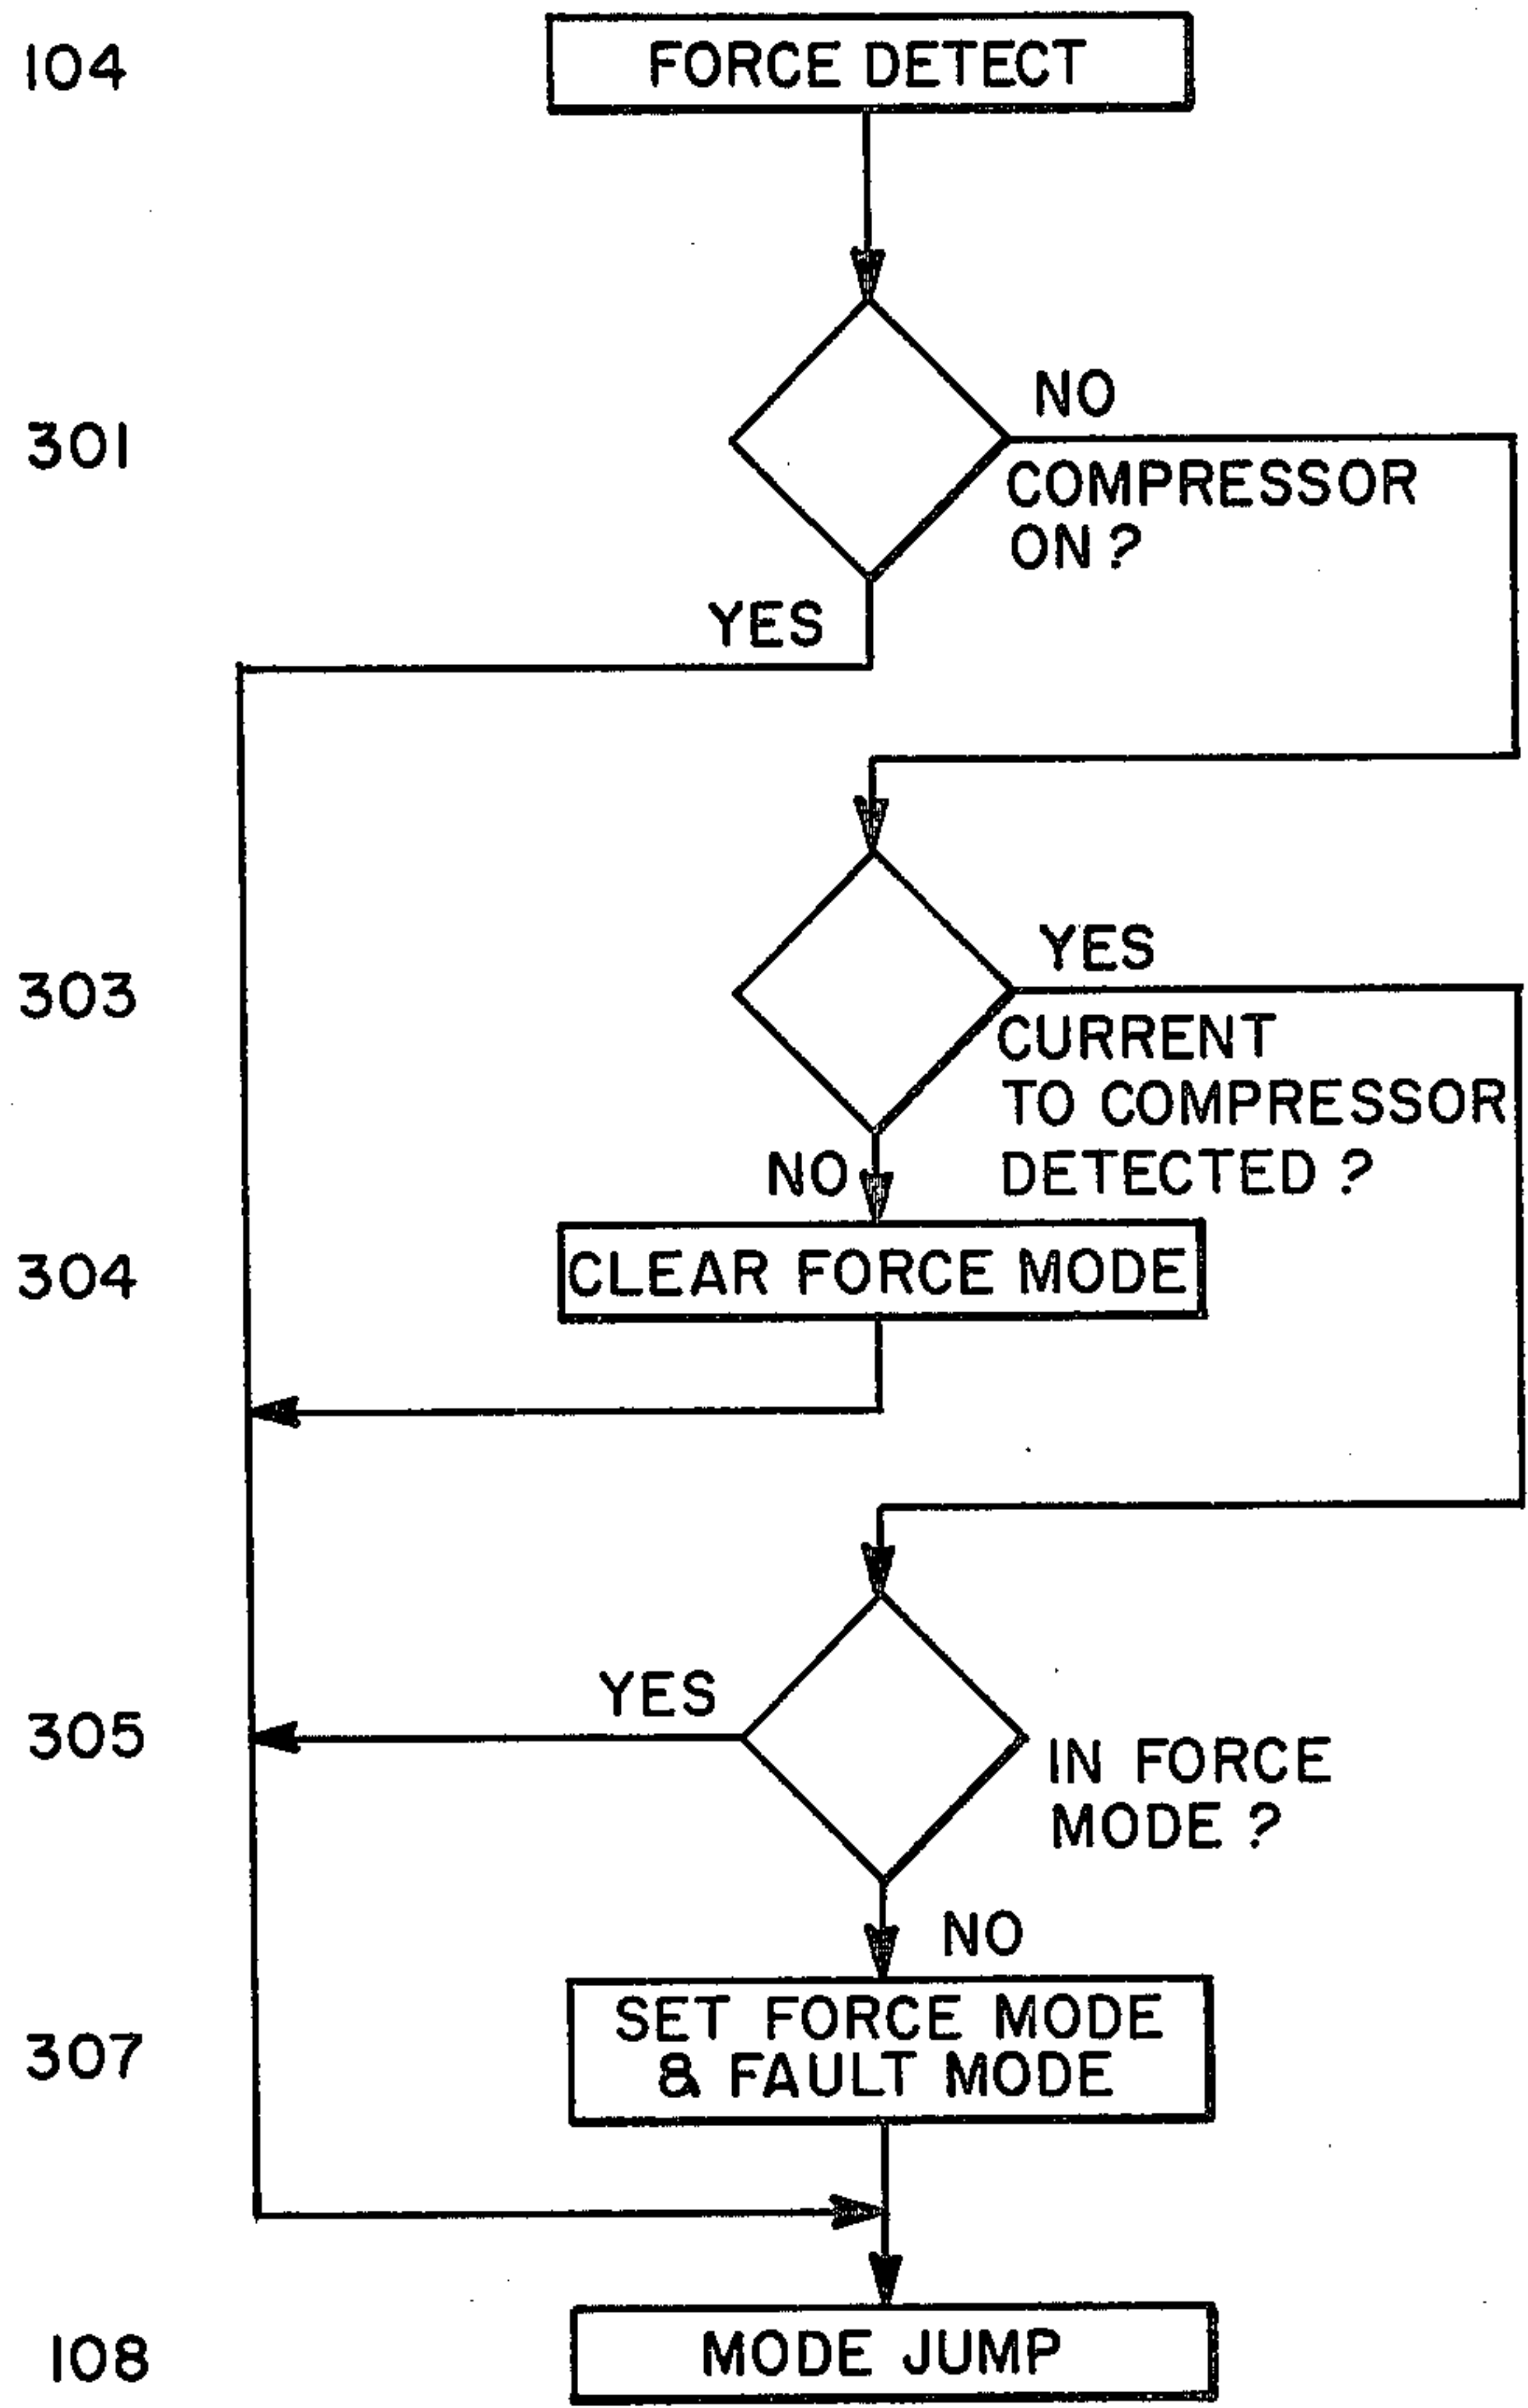 104
FORCE DETECT
301
NO
COMPRESSOR
ON?
YES
303
YES
CURRENT
TO COMPRESSOR
DETECTED ?
NO
304
CLEAR FORCE MODE
305
YES
IN FORCE
MODE ?
NO
307
SET FORCE MODE
& FAULT MODE
108
MODE JUMP